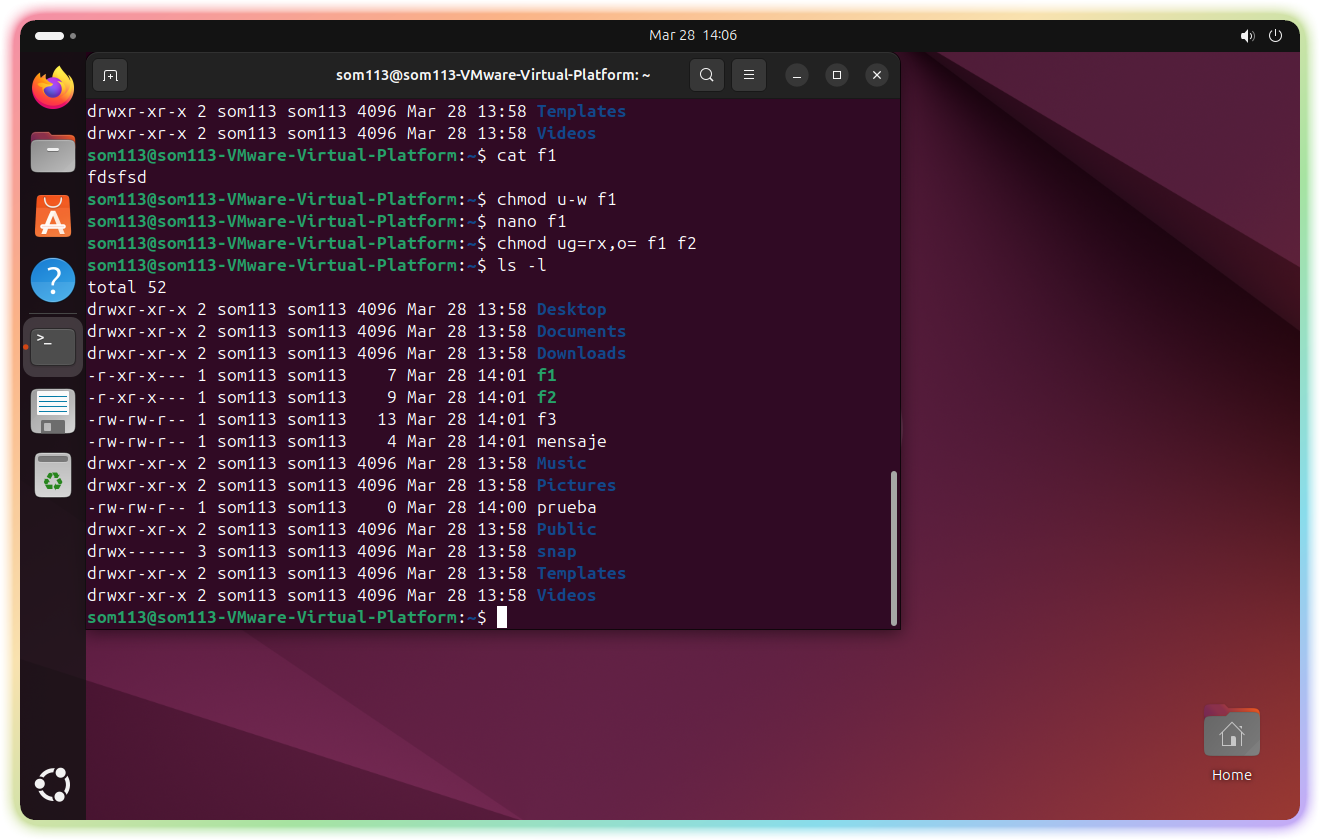 Mar 28 14:06
som113@som113-VMware-Virtual-Platform: ~
drwxr-xr-x 2 som113 som113 4096 Mar 28 13:58 Templates
drwxr-xr-x 2 som113 som113 4096 Mar 28 13:58 Videos
som113@som113-VMware-Virtual-Platform:~$ cat f1
fdsfsd
som113@som113-VMware-Virtual-Platform:~$ chmod u-w f1
som113@som113-VMware-Virtual-Platform:~$ nano f1
som113@som113-VMware-Virtual-Platform:~$ chmod ug=rx,o= f1 f2
som113@som113-VMware-Virtual-Platform:~$ ls -l
total 52
drwxr-xr-x 2 som113 som113 4096 Mar 28 13:58 Desktop
drwxr-xr-x 2 som113 som113 4096 Mar 28 13:58 Documents
drwxr-xr-x 2 som113 som113 4096 Mar 28 13:58 Downloads
-r-xr-x--- 1 som113 som113    7 Mar 28 14:01 f1
-r-xr-x--- 1 som113 som113    9 Mar 28 14:01 f2
-rw-rw-r-- 1 som113 som113   13 Mar 28 14:01 f3
-rw-rw-r-- 1 som113 som113    4 Mar 28 14:01 mensaje
drwxr-xr-x 2 som113 som113 4096 Mar 28 13:58 Music
drwxr-xr-x 2 som113 som113 4096 Mar 28 13:58 Pictures
-rw-rw-r-- 1 som113 som113    0 Mar 28 14:00 prueba
drwxr-xr-x 2 som113 som113 4096 Mar 28 13:58 Public
drwx------ 3 som113 som113 4096 Mar 28 13:58 snap
drwxr-xr-x 2 som113 som113 4096 Mar 28 13:58 Templates
drwxr-xr-x 2 som113 som113 4096 Mar 28 13:58 Videos
som113@som113-VMware-Virtual-Platform:~$
Home